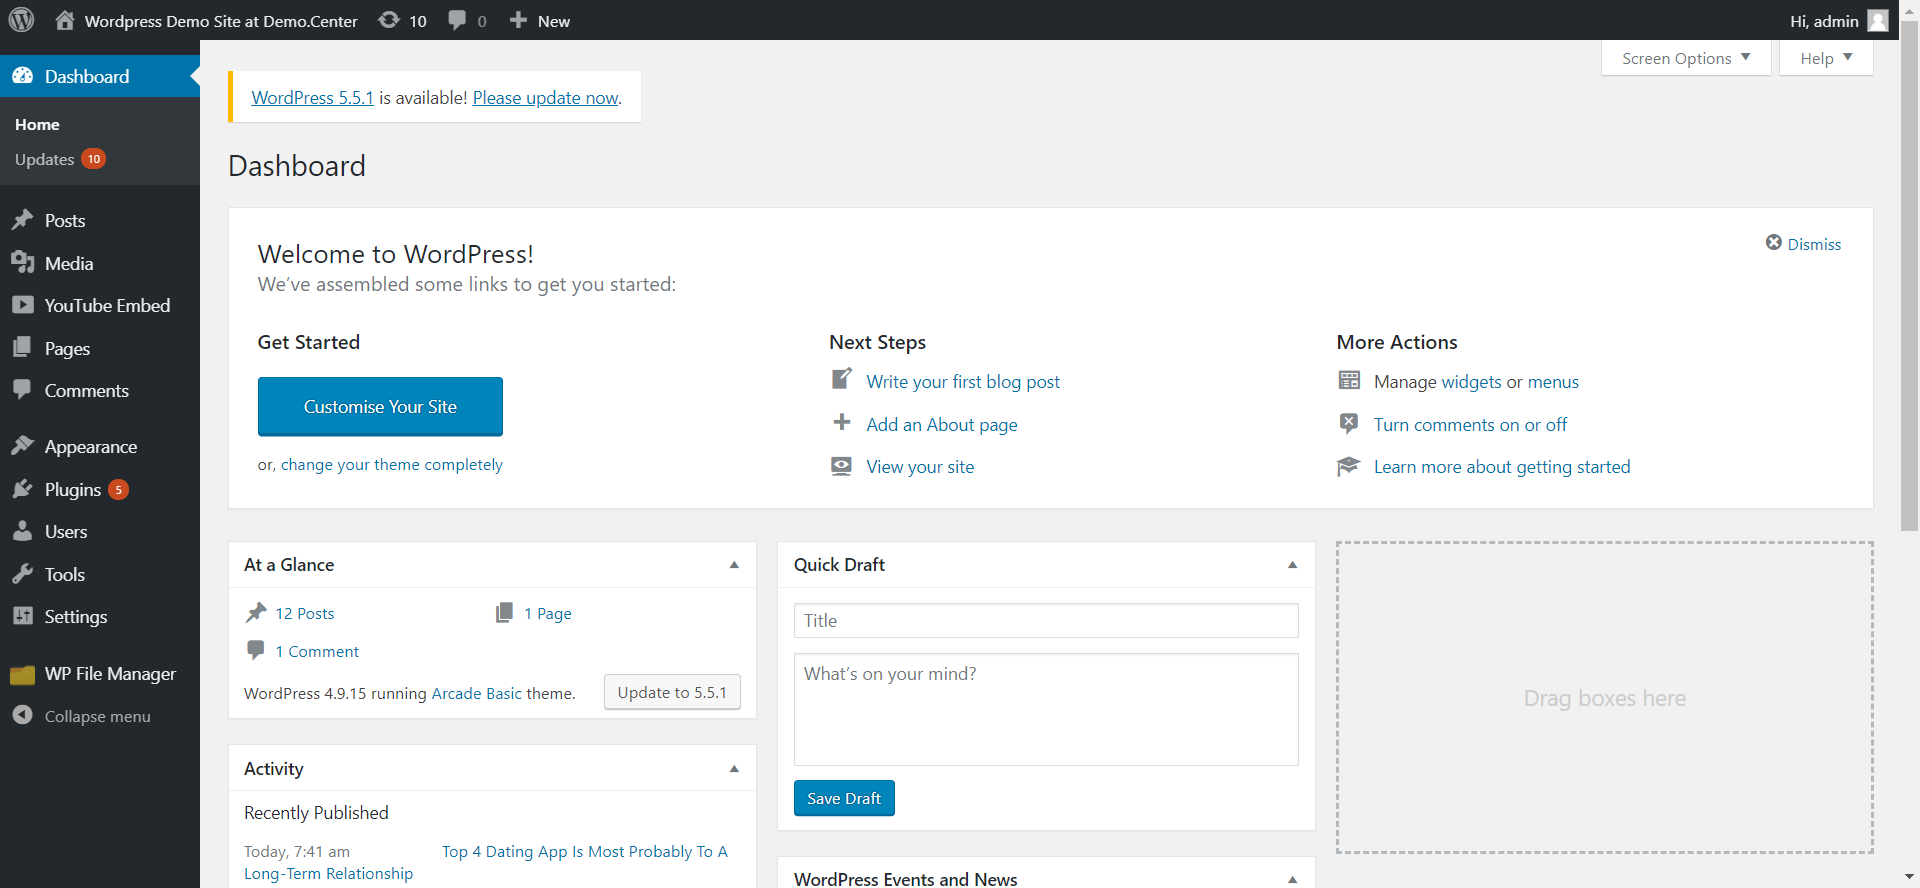 Wordpress Demo Site at Demo.Center 10 0 New Hi, admin
Dashboard
Home
Updates 10
Posts
Media
YouTube Embed
Pages
Comments
Appearance
Plugins 5
Users
Tools
Settings
WP File Manager
Collapse menu
Screen Options Help
WordPress 5.5.1 is available! Please update now.
Dashboard
Welcome to WordPress!
We’ve assembled some links to get you started:
Dismiss
Get Started
Customise Your Site
or, change your theme completely
Next Steps
Write your first blog post
Add an About page
View your site
More Actions
Manage widgets or menus
Turn comments on or off
Learn more about getting started
At a Glance
12 Posts 1 Page
1 Comment
WordPress 4.9.15 running Arcade Basic theme. Update to 5.5.1
Activity
Recently Published
Today, 7:41 am Top 4 Dating App Is Most Probably To A
Long-Term Relationship
Quick Draft
Title
What’s on your mind?
Save Draft
WordPress Events and News
Drag boxes here